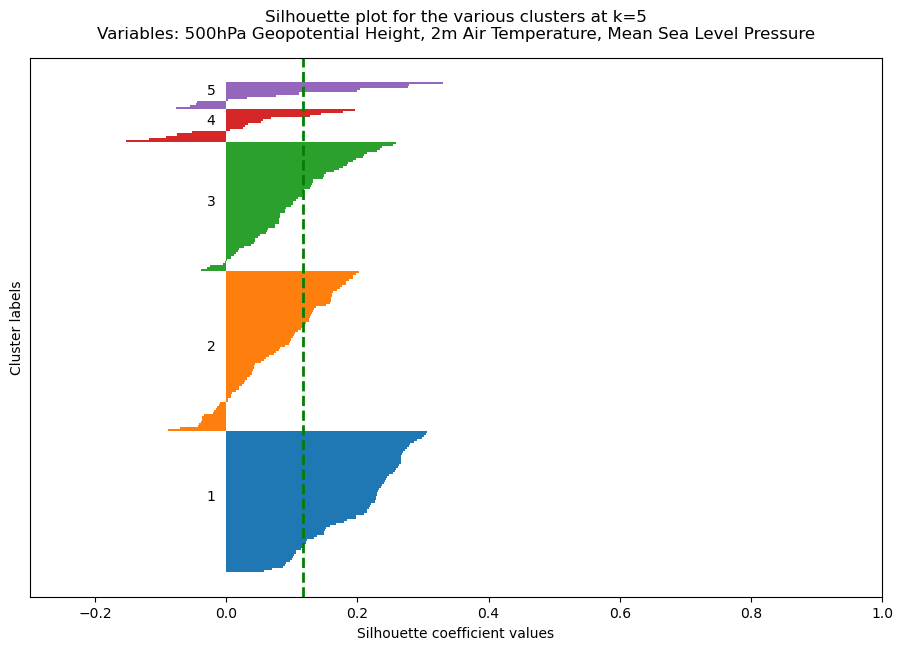 Silhouette plot for the various clusters at k=5
Variables: 500hPa Geopotential Height, 2m Air Temperature, Mean Sea Level Pressure
5
4
3
2
1
Cluster labels
−0.2 0.0 0.2 0.4 0.6 0.8 1.0
Silhouette coefficient values